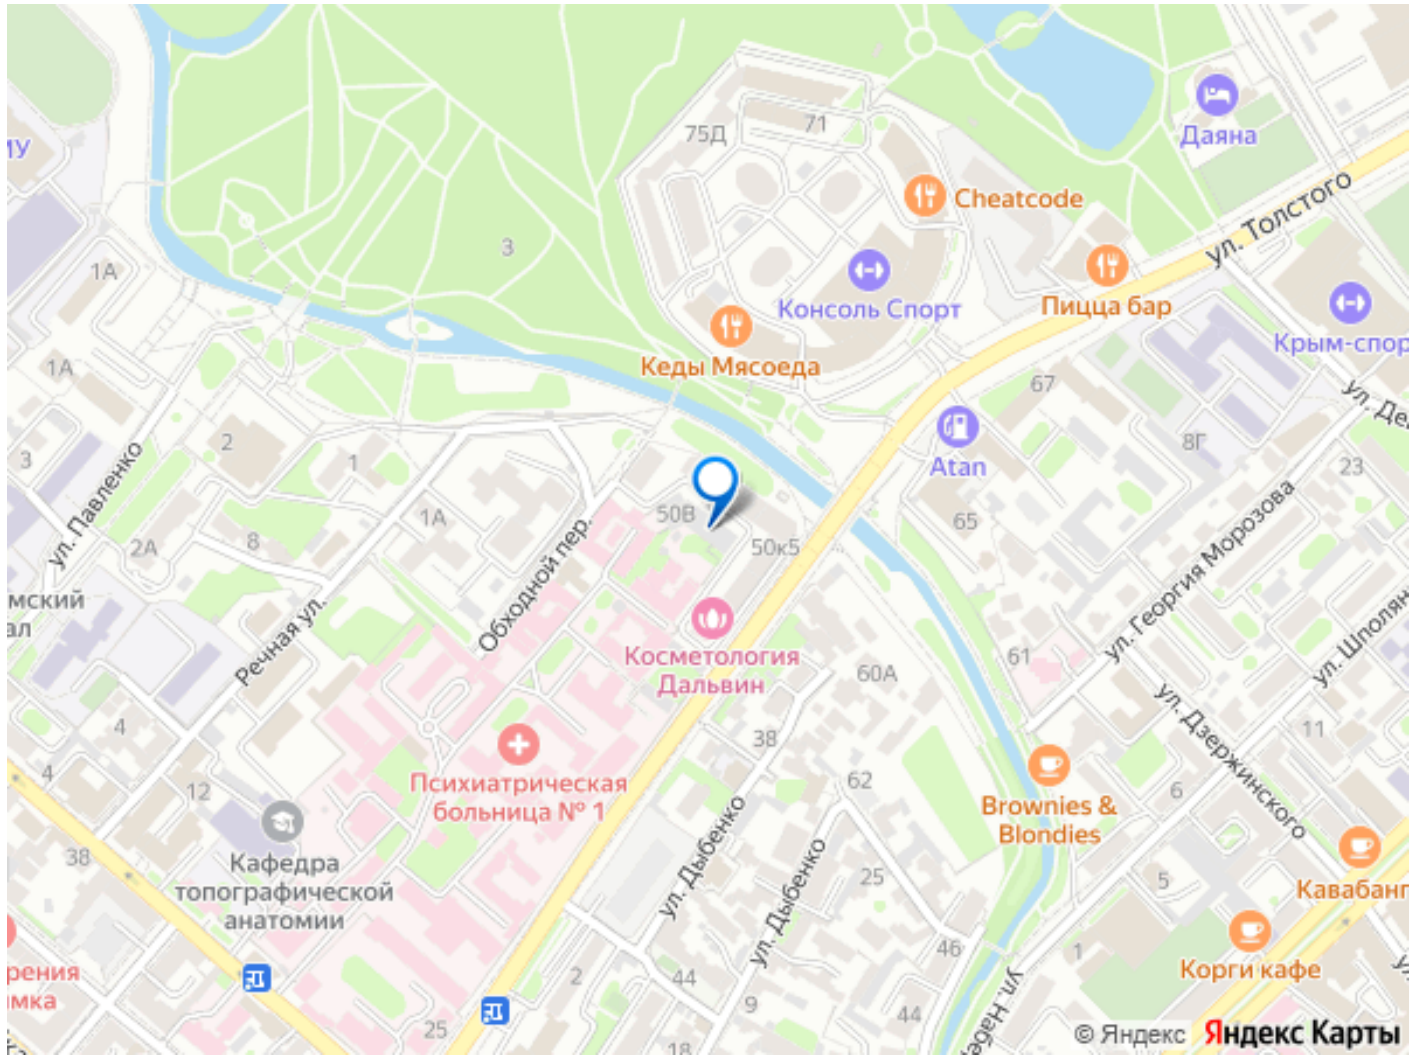 Даяна
71
75Д
Cheatcode
ул. Толстого
3
1А
Консоль Спорт
Пицца бар
Крым-спор
Кеды Мясоеда
1А
67
ул. Де
2
8Г
3
1
Atan
23
ул. Павленко
50В
65
1А
2А
8
50к5
Обходной пер.
ул. Георгия Морозова
мский
ал
Речная ул.
ул. Шполян
Косметология
Дальвин
61
60А
ул. Дзержинского
4
38
11
4
Психиатрическая
больница № 1
62
12
6
Brownies &
Blondies
ул. Дыбенко
38
Кафедра
топографической
анатомии
ул. Дыбенко
25
5
Кавабанг
46
1
рения
мка
2
44
Корги кафе
ул. Набе
9
25
44
18
© Яндекс Яндекс Карты